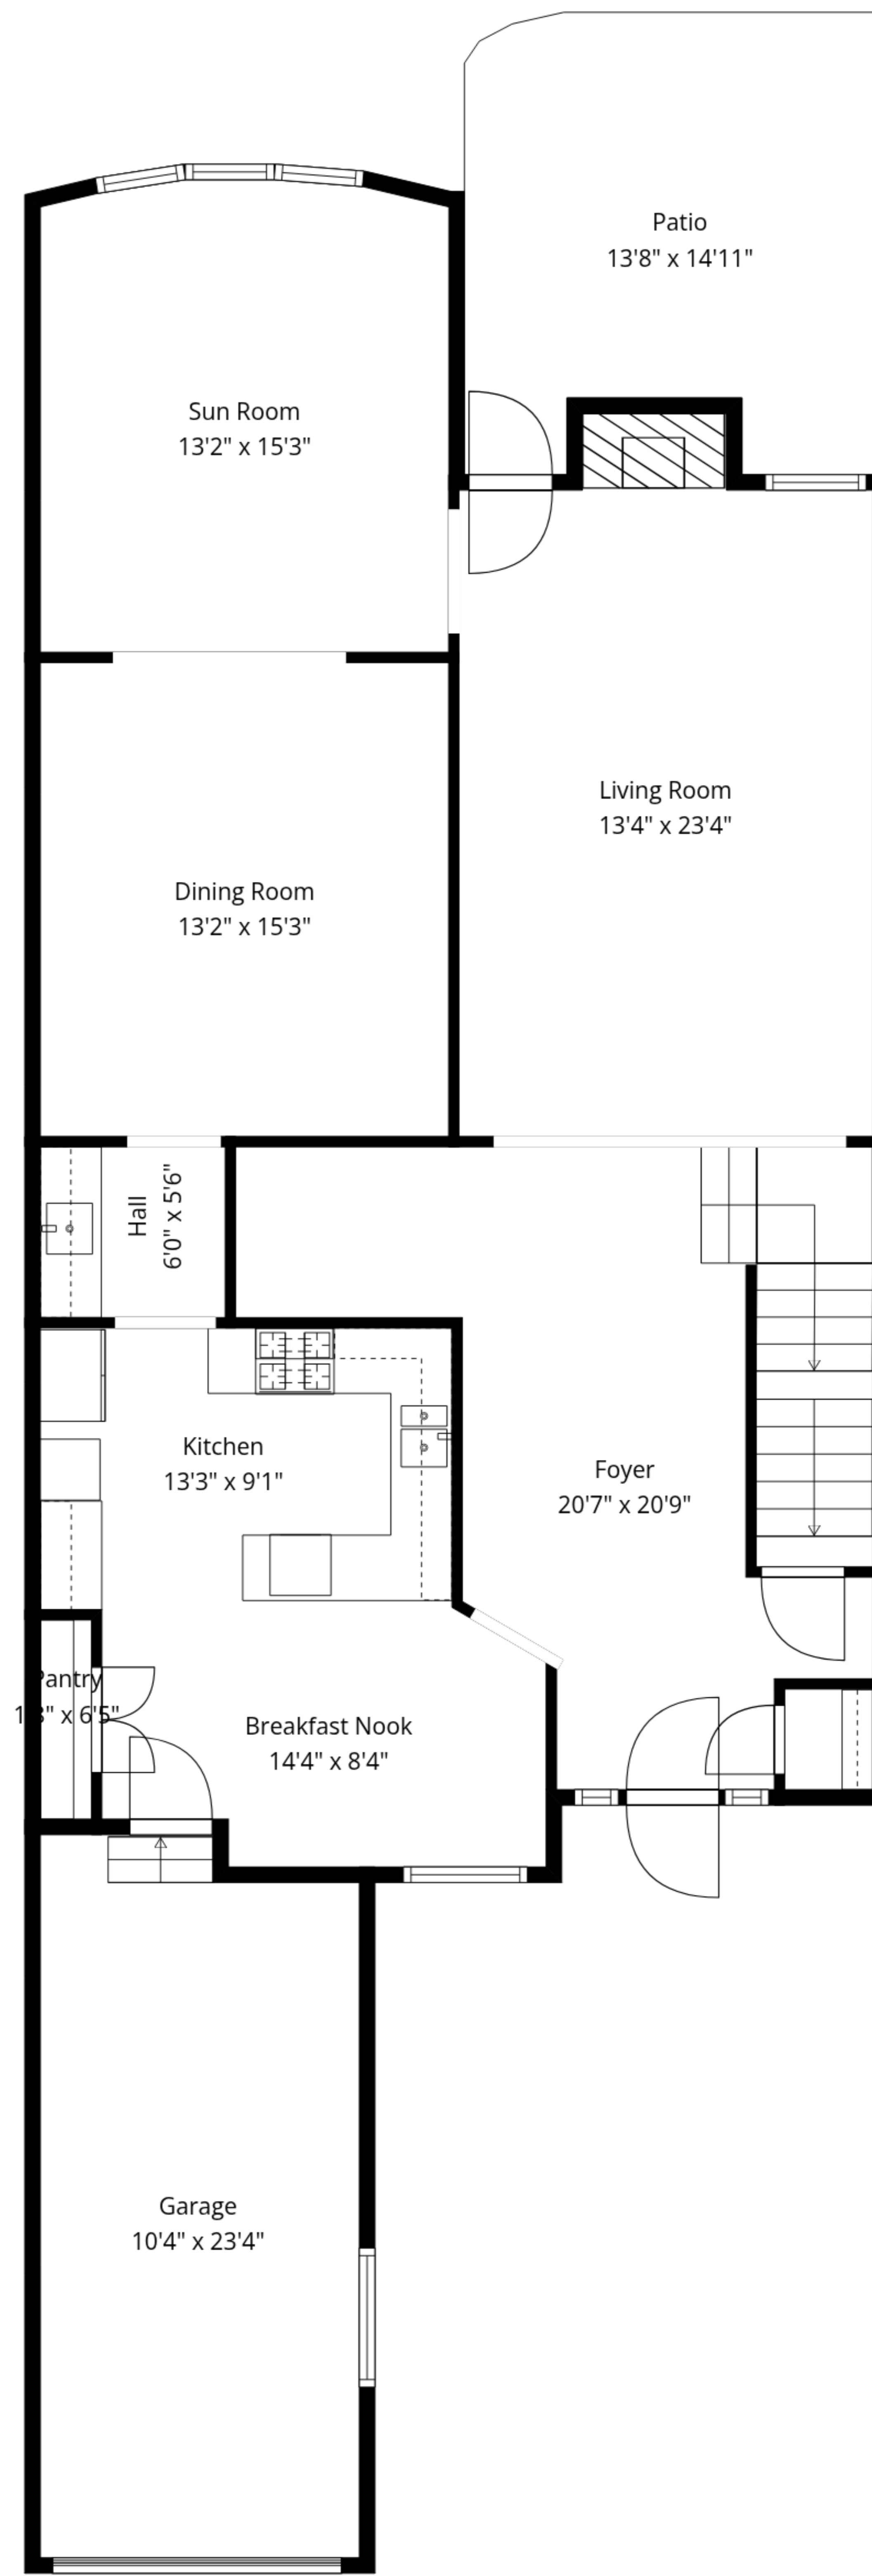 Patio
13'8" x 14'11"
Sun Room
13'2" x 15'3"
Living Room
13'4" x 23'4"
Dining Room
13'2" x 15'3"
Hall
6'0" x 5'6"
Kitchen
13'3" x 9'1"
Foyer
20'7" x 20'9"
Pantry
x 6'5"
Breakfast Nook
14'4" x 8'4"
Garage
10'4" x 23'4"